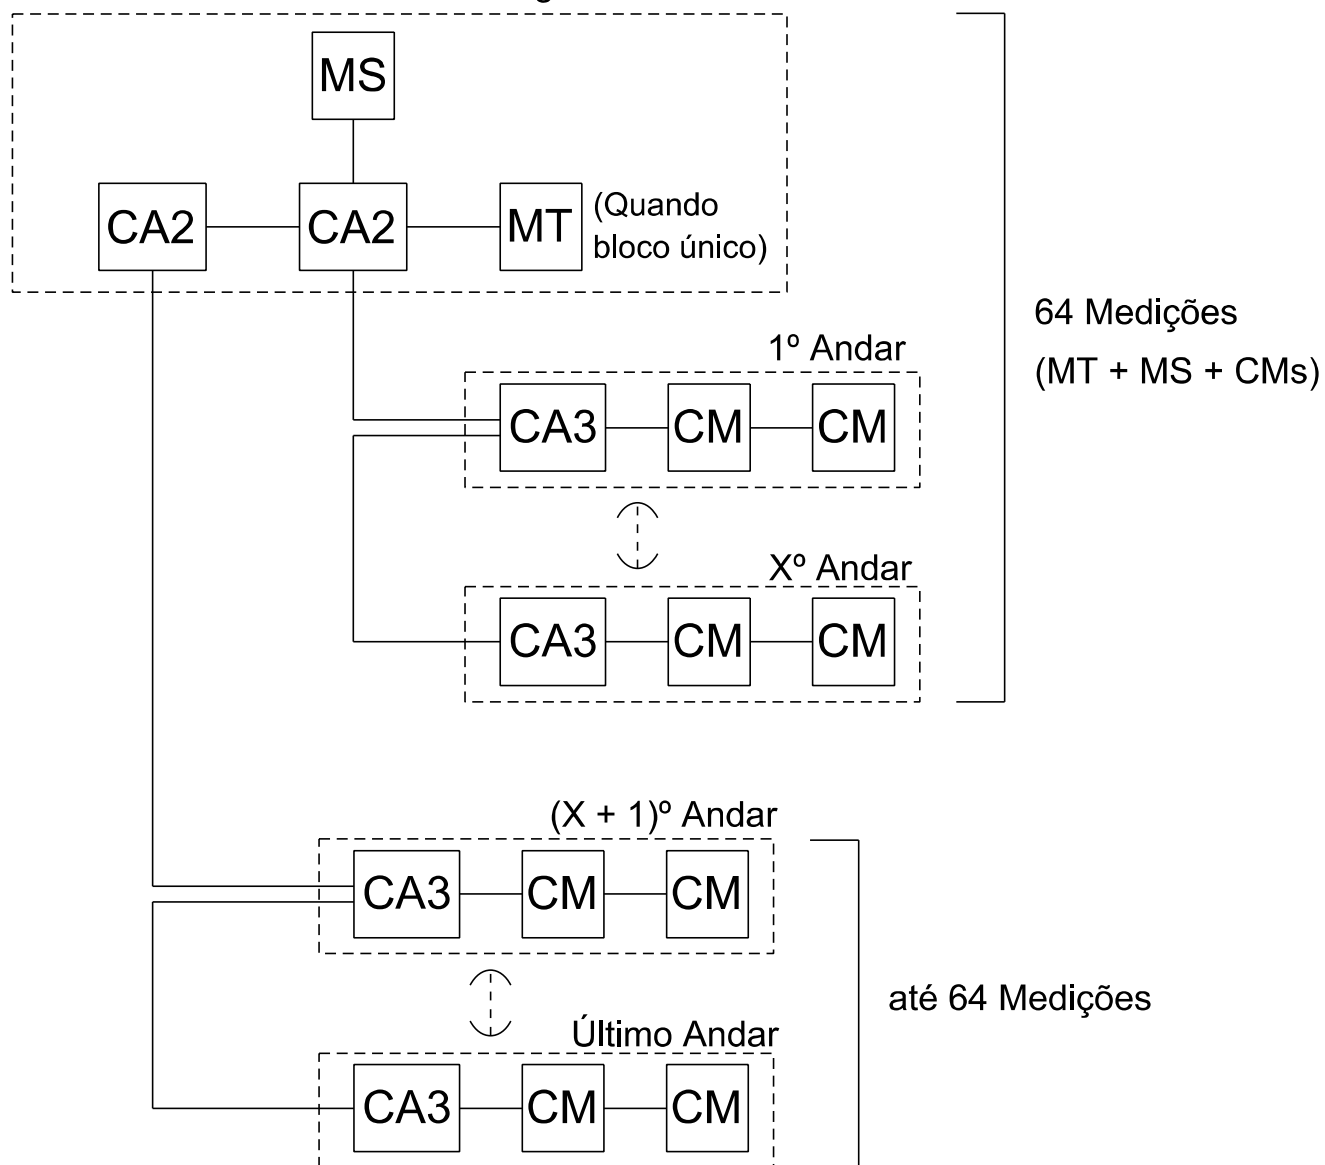 MS
CA2
CA2
MT
(Quando
bloco único)
64 Medições
(MT + MS + CMs)
1º Andar
CA3
CM
CM
Xº Andar
CA3
CM
CM
(X + 1)º Andar
CA3
CM
CM
até 64 Medições
Último Andar
CA3
CM
CM